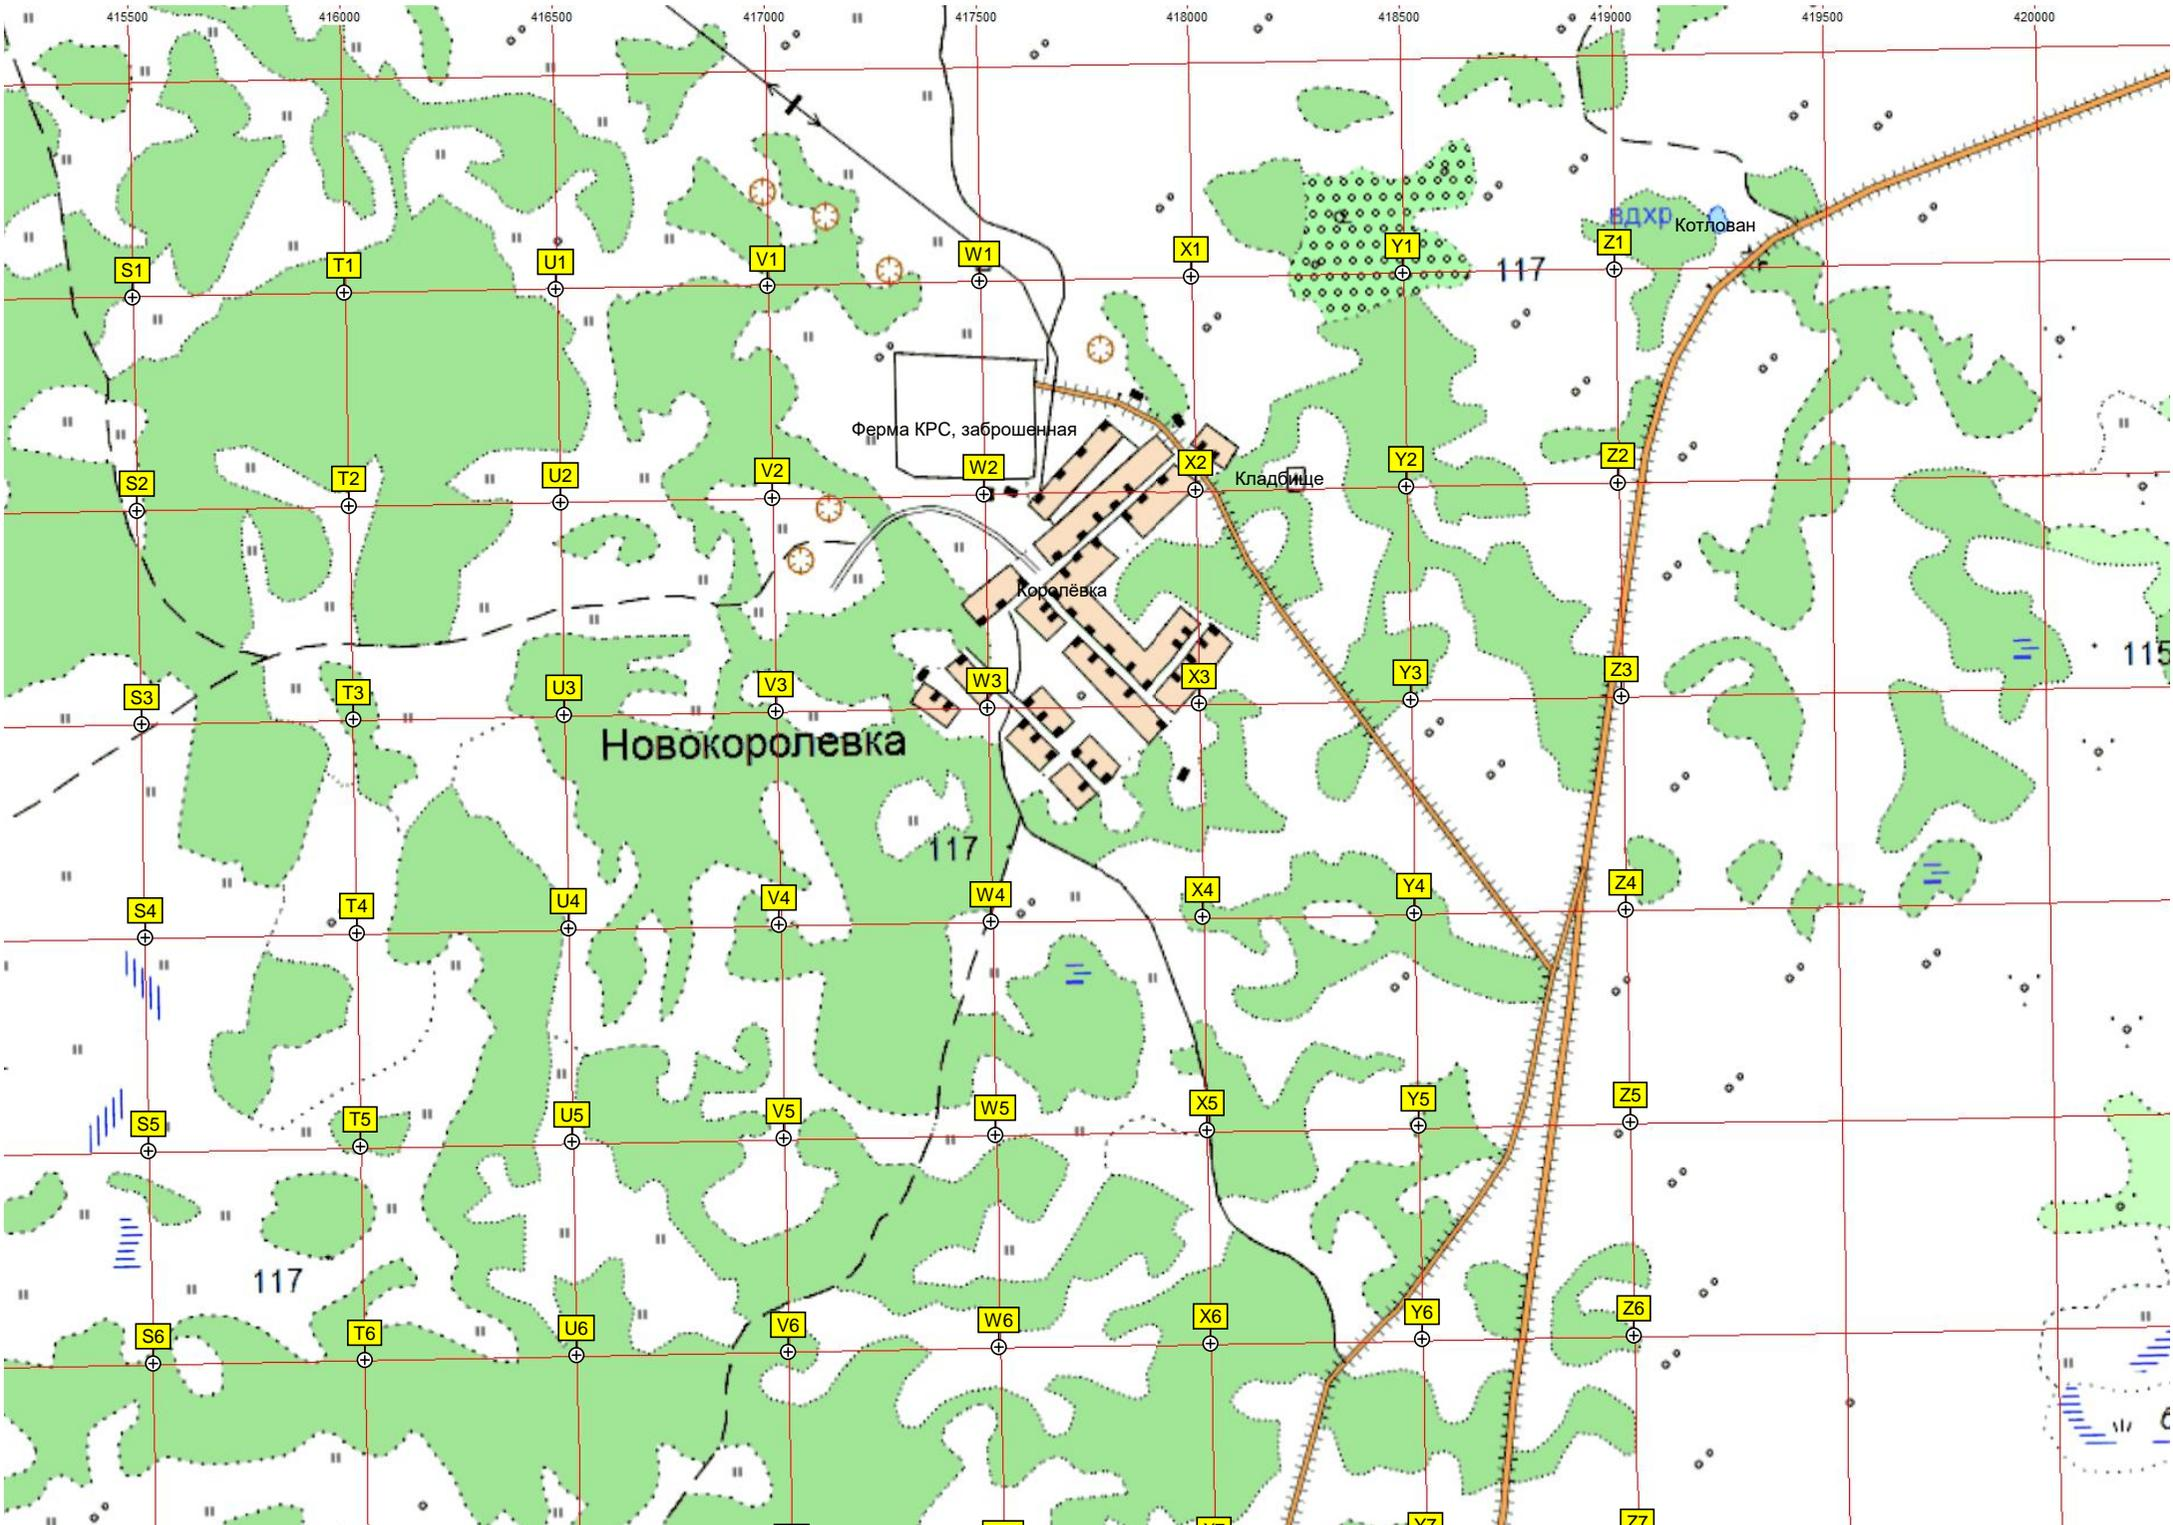 415500 416000 416500 417000 417500 418000 418500 419000 419500 420000
вдхр
Котлован
S1 T1 U1 V1 W1 X1 Y1 Z1
117
Ферма КРС, заброшенная
S2 T2 U2 V2 W2 X2 Y2 Z2
Кладбище
Королёвка
115
S3 T3 U3 V3 W3 X3 Y3 Z3
Новокоролевка
117
S4 T4 U4 V4 W4 X4 Y4 Z4
S5 T5 U5 V5 W5 X5 Y5 Z5
117
S6 T6 U6 V6 W6 X6 Y6 Z6
Y7 Z7